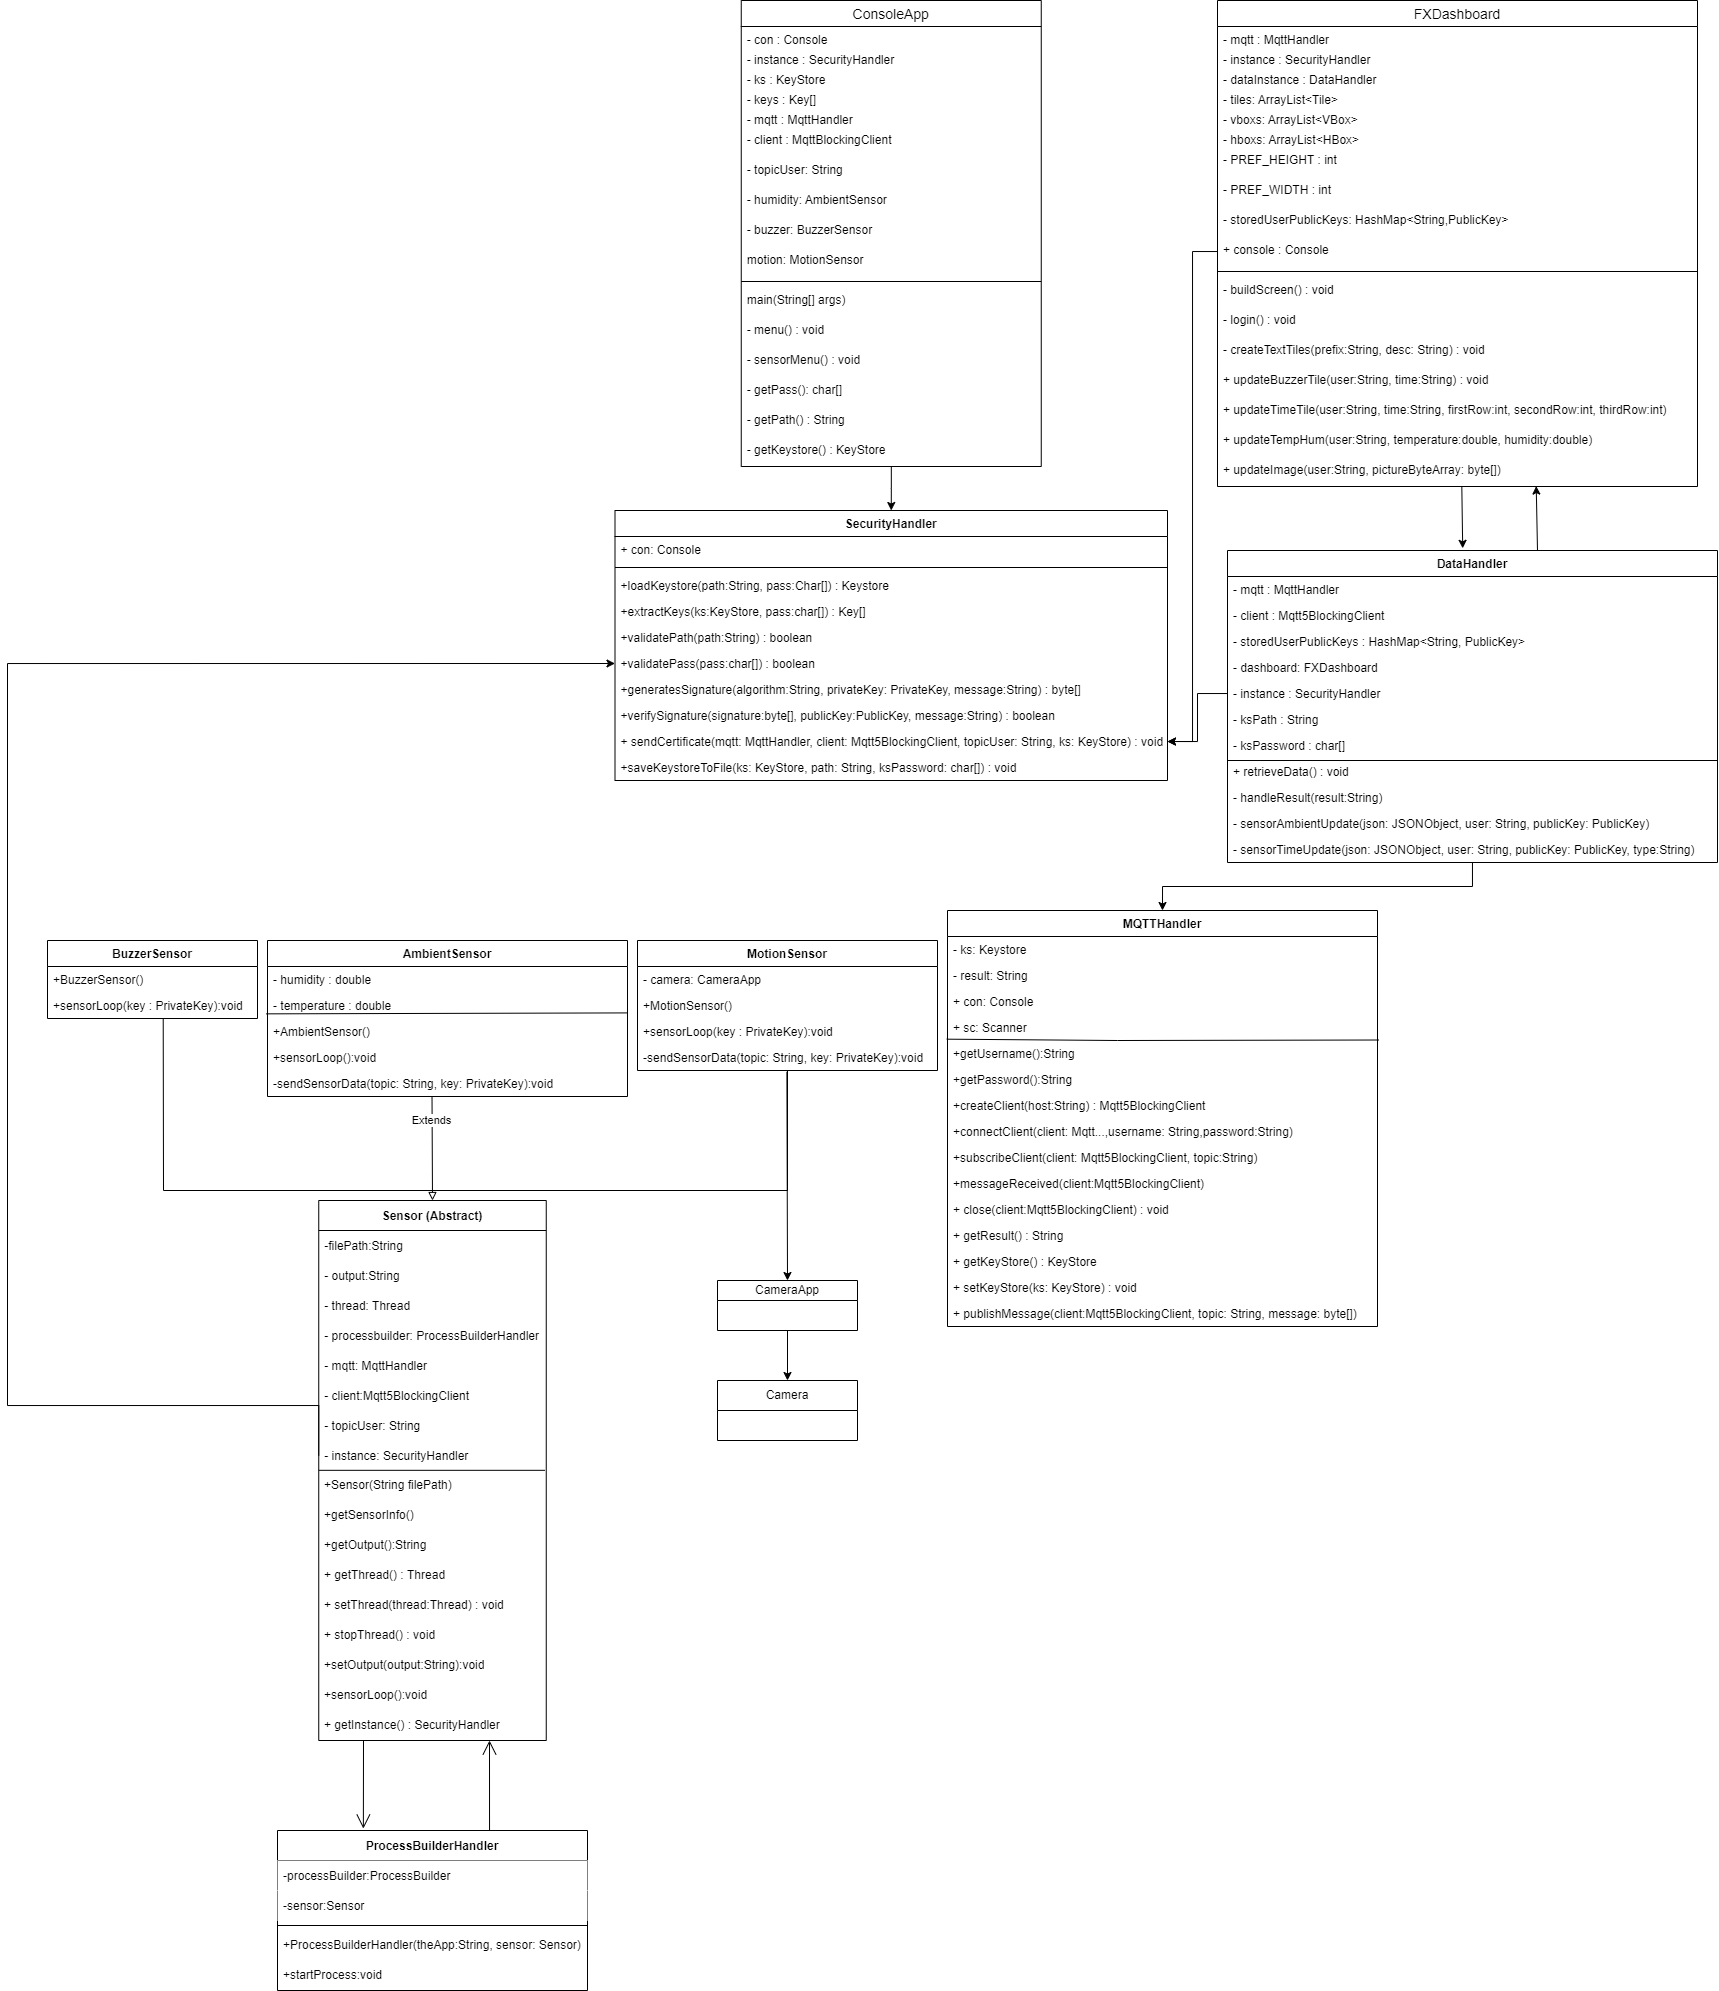 ConsoleApp
- con : Console
- instance : SecurityHandler
- ks : KeyStore
- keys : Key[]
- mqtt : MqttHandler
- client : MqttBlockingClient
- topicUser: String
- humidity: AmbientSensor
- buzzer: BuzzerSensor
motion: MotionSensor
main(String[] args)
- menu() : void
- sensorMenu() : void
- getPass(): char[]
- getPath() : String
- getKeystore() : KeyStore
FXDashboard
- mqtt : MqttHandler
- instance : SecurityHandler
- dataInstance : DataHandler
- tiles: ArrayList<Tile>
- vboxs: ArrayList<VBox>
- hboxs: ArrayList<HBox>
- PREF_HEIGHT : int
- PREF_WIDTH : int
- storedUserPublicKeys: HashMap<String,PublicKey>
+ console : Console
- buildScreen() : void
- login() : void
- createTextTiles(prefix:String, desc: String) : void
+ updateBuzzerTile(user:String, time:String) : void
+ updateTimeTile(user:String, time:String, firstRow:int, secondRow:int, thirdRow:int)
+ updateTempHum(user:String, temperature:double, humidity:double)
+ updateImage(user:String, pictureByteArray: byte[])
SecurityHandler
+ con: Console
+loadKeystore(path:String, pass:Char[]) : Keystore
+extractKeys(ks:KeyStore, pass:char[]) : Key[]
+validatePath(path:String) : boolean
+validatePass(pass:char[]) : boolean
+generatesSignature(algorithm:String, privateKey: PrivateKey, message:String) : byte[]
+verifySignature(signature:byte[], publicKey:PublicKey, message:String) : boolean
+ sendCertificate(mqtt: MqttHandler, client: Mqtt5BlockingClient, topicUser: String, ks: KeyStore) : void
+saveKeystoreToFile(ks: KeyStore, path: String, ksPassword: char[]) : void
DataHandler
- mqtt : MqttHandler
- client : Mqtt5BlockingClient
- storedUserPublicKeys : HashMap<String, PublicKey>
- dashboard: FXDashboard
- instance : SecurityHandler
- ksPath : String
- ksPassword : char[]
+ retrieveData() : void
- handleResult(result:String)
- sensorAmbientUpdate(json: JSONObject, user: String, publicKey: PublicKey)
- sensorTimeUpdate(json: JSONObject, user: String, publicKey: PublicKey, type:String)
BuzzerSensor
+BuzzerSensor()
+sensorLoop(key : PrivateKey):void
AmbientSensor
- humidity : double
- temperature : double
+AmbientSensor()
+sensorLoop():void
-sendSensorData(topic: String, key: PrivateKey):void
MotionSensor
- camera: CameraApp
+MotionSensor()
+sensorLoop(key : PrivateKey):void
-sendSensorData(topic: String, key: PrivateKey):void
MQTTHandler
- ks: Keystore
- result: String
+ con: Console
+ sc: Scanner
+getUsername():String
+getPassword():String
+createClient(host:String) : Mqtt5BlockingClient
+connectClient(client: Mqtt...,username: String,password:String)
+subscribeClient(client: Mqtt5BlockingClient, topic:String)
+messageReceived(client:Mqtt5BlockingClient)
+ close(client:Mqtt5BlockingClient) : void
+ getResult() : String
+ getKeyStore() : KeyStore
+ setKeyStore(ks: KeyStore) : void
+ publishMessage(client:Mqtt5BlockingClient, topic: String, message: byte[])
Extends
Sensor (Abstract)
-filePath:String
- output:String
- thread: Thread
- processbuilder: ProcessBuilderHandler
- mqtt: MqttHandler
- client:Mqtt5BlockingClient
- topicUser: String
- instance: SecurityHandler
+Sensor(String filePath)
+getSensorInfo()
+getOutput():String
+ getThread() : Thread
+ setThread(thread:Thread) : void
+ stopThread() : void
+setOutput(output:String):void
+sensorLoop():void
+ getInstance() : SecurityHandler
CameraApp
Camera
ProcessBuilderHandler
-processBuilder:ProcessBuilder
-sensor:Sensor
+ProcessBuilderHandler(theApp:String, sensor: Sensor)
+startProcess:void